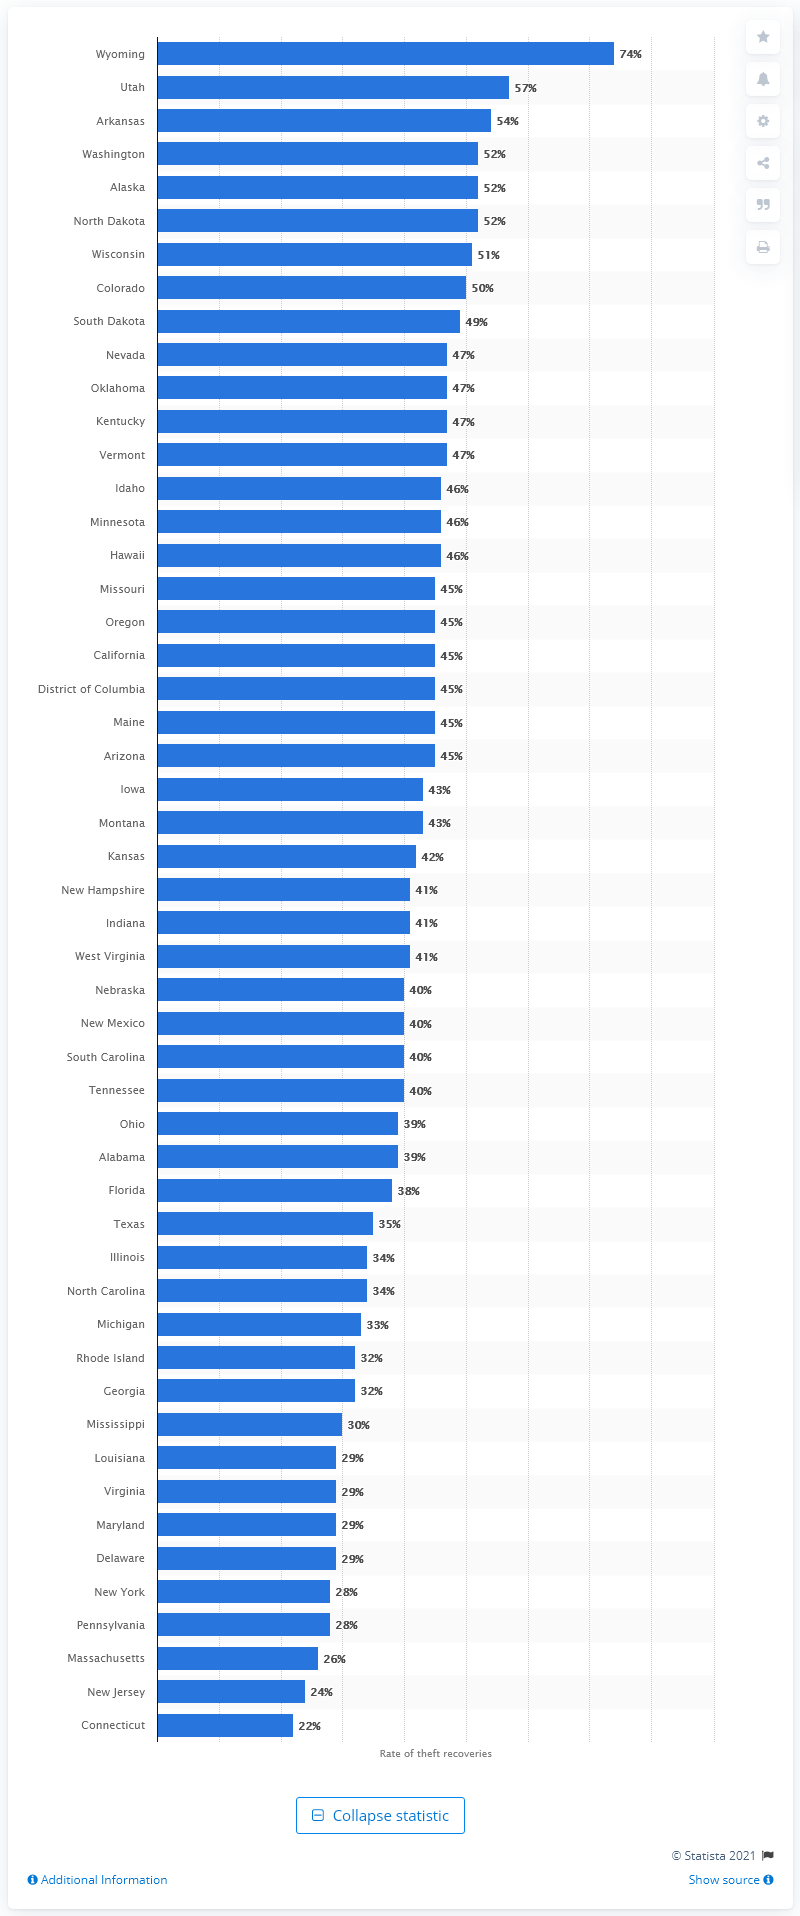 Wyoming 74%
Utah 57%
Arkansas 54%
Washington 52%
Alaska 52%
North Dakota 52%
Wisconsin 51%
Colorado 50%
South Dakota 49%
Nevada 47%
Oklahoma 47%
Kentucky 47%
Vermont 47%
Idaho 46%
Minnesota 46%
Hawaii 46%
Missouri 45%
Oregon 45%
California 45%
District of Columbia 45%
Maine 45%
Arizona 45%
Iowa 43%
Montana 43%
Kansas 42%
New Hampshire 41%
Indiana 41%
West Virginia 41%
Nebraska 40%
New Mexico 40%
South Carolina 40%
Tennessee 40%
Ohio 39%
Alabama 39%
Florida 38%
Texas 35%
Illinois 34%
North Carolina 34%
Michigan 33%
Rhode Island 32%
Georgia 32%
Mississippi 30%
Louisiana 29%
Virginia 29%
Maryland 29%
Delaware 29%
New York 28%
Pennsylvania 28%
Massachusetts 26%
New Jersey 24%
Connecticut 22%
Rate of theft recoveries
Collapse statistic
© Statista 2021
Additional Information Show source